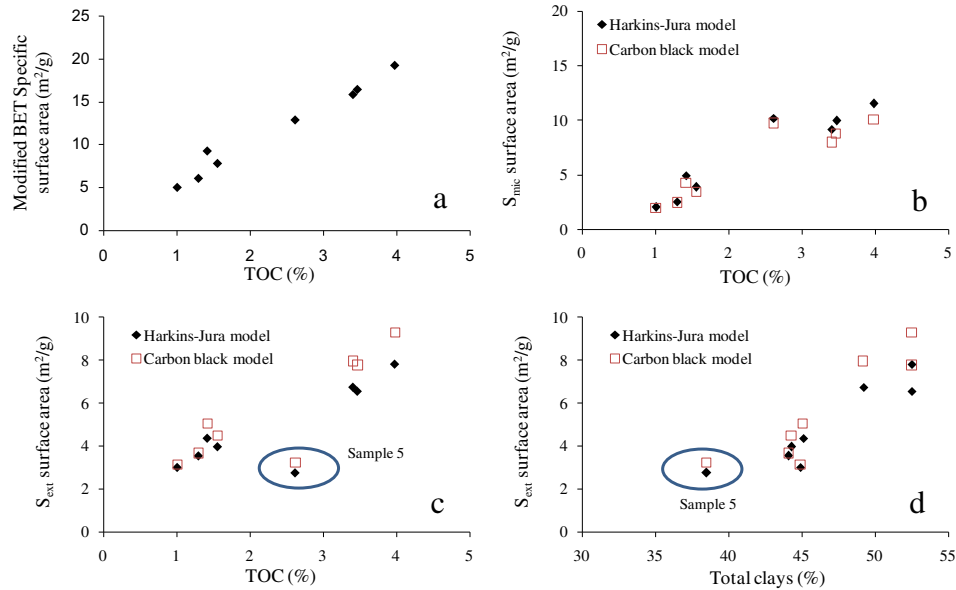 Modified BET Specific
surface area (m²/g)
25
20
15
10
5
0
0 1 2 3 4 5
TOC (%)
a
S_mic surface area (m²/g)
20
15
10
5
0
0 1 2 3 4 5
TOC (%)
Harkins-Jura model
Carbon black model
b
S_ext surface area (m²/g)
10
8
6
4
2
0
0 1 2 3 4 5
TOC (%)
Harkins-Jura model
Carbon black model
Sample 5
c
S_ext surface area (m²/g)
10
8
6
4
2
0
30 35 40 45 50 55
Total clays (%)
Harkins-Jura model
Carbon black model
Sample 5
d